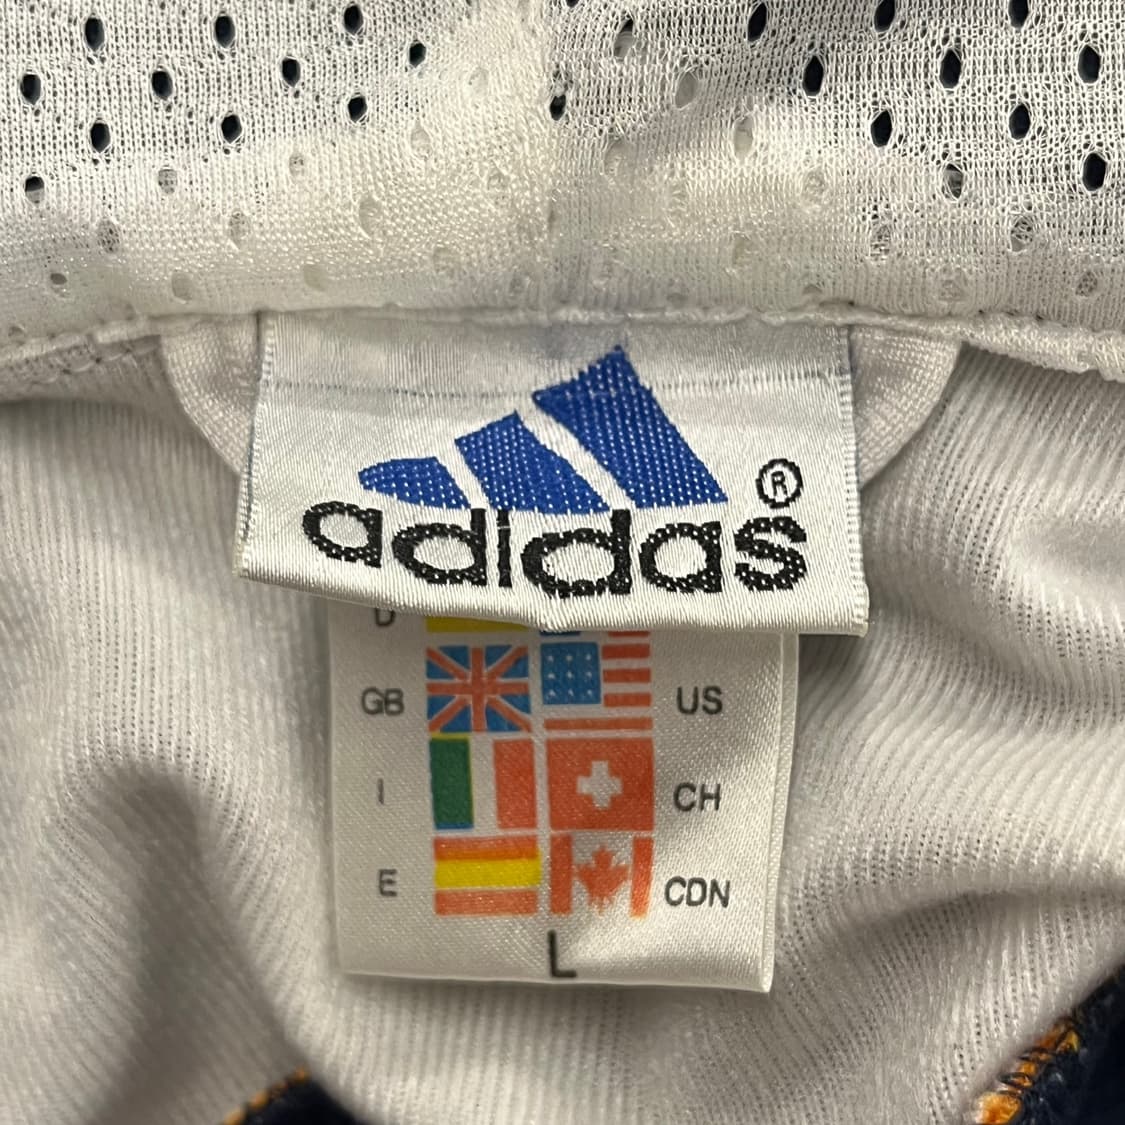 adidas ®
D
GB US
I CH
E CDN
L